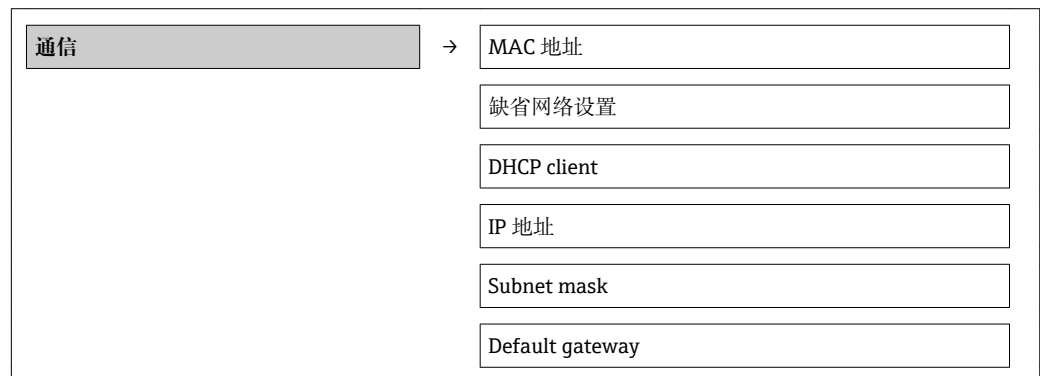 通信 → MAC 地址
缺省网络设置
DHCP client
IP 地址
Subnet mask
Default gateway